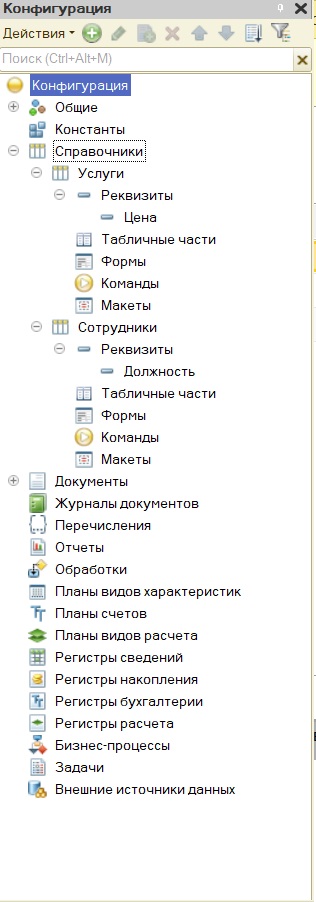 Конфигурация
Действия
Поиск (Ctrl+Alt+M)
Конфигурация
Общие
Константы
Справочники
Услуги
Реквизиты
Цена
Табличные части
Формы
Команды
Макеты
Сотрудники
Реквизиты
Должность
Табличные части
Формы
Команды
Макеты
Документы
Журналы документов
Перечисления
Отчеты
Обработки
Планы видов характеристик
Планы счетов
Планы видов расчета
Регистры сведений
Регистры накопления
Регистры бухгалтерии
Регистры расчета
Бизнес-процессы
Задачи
Внешние источники данных